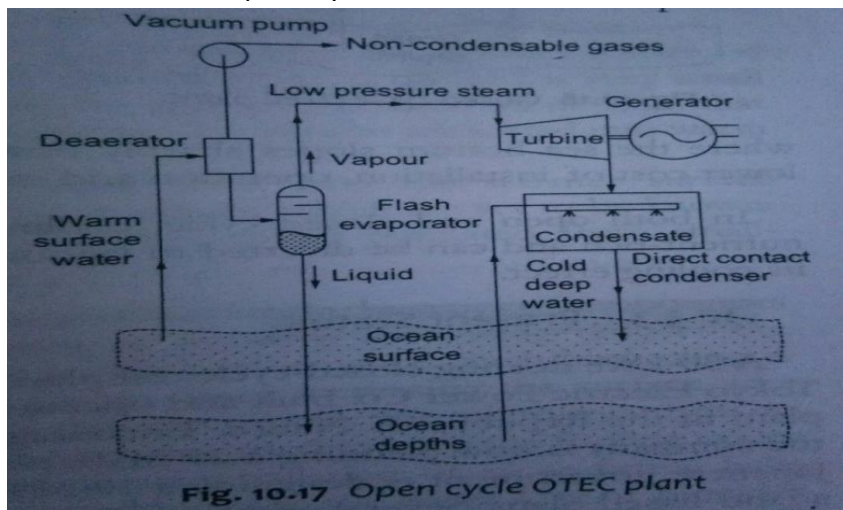 Vacuum pump
Non-condensable gases
Low pressure steam
Generator
Deaerator
Turbine
Vapour
Warm
surface
water
Flash
evaporator
Condensate
Liquid
Cold
deep
water
Direct contact
condenser
Ocean
surface
Ocean
depths
Fig. 10.17 Open cycle OTEC plant